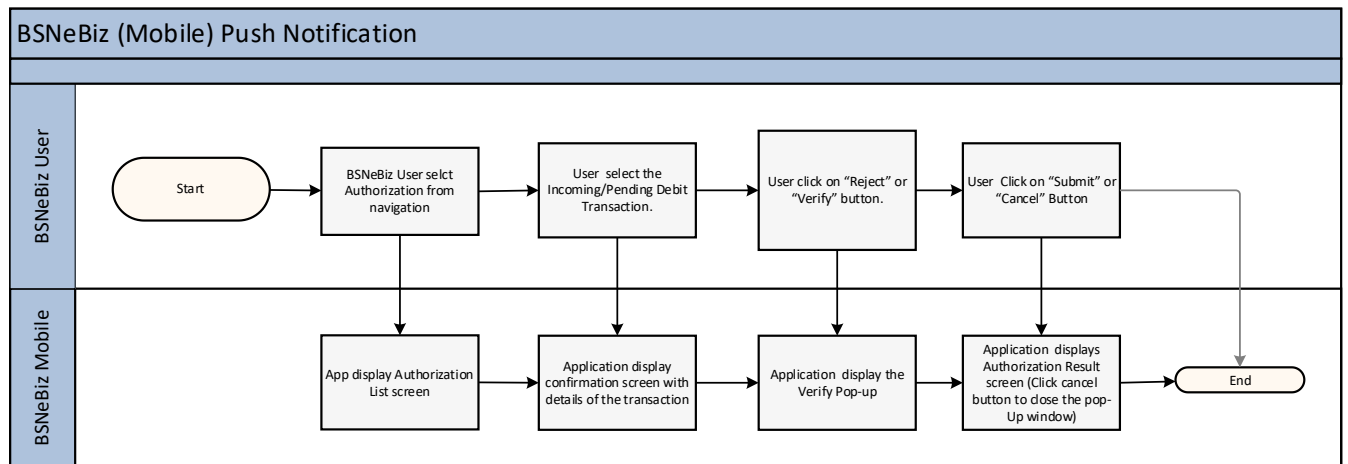 BSNeBiz (Mobile) Push Notification
BSNeBiz User
Start
BSNeBiz User selct
Authorization from
navigation
User select the
Incoming/Pending Debit
Transaction.
User click on “Reject” or
“Verify” button.
User Click on “Submit” or
“Cancel” Button
BSNeBiz Mobile
App display Authorization
List screen
Application display
confirmation screen with
details of the transaction
Application display the
Verify Pop-up
Application displays
Authorization Result
screen (Click cancel
button to close the pop-
Up window)
End